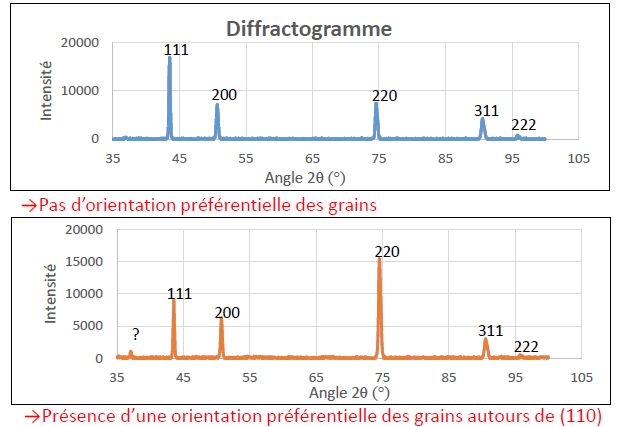 Diffractogramme
Intensité
20000
10000
0
111
200
220
311
222
35 45 55 65 75 85 95 105
Angle 2θ (°)
→Pas d'orientation préférentielle des grains
Intensité
20000
15000
10000
5000
0
?
111
200
220
311
222
35 45 55 65 75 85 95 105
Angle 2θ (°)
→Présence d'une orientation préférentielle des grains autours de (110)